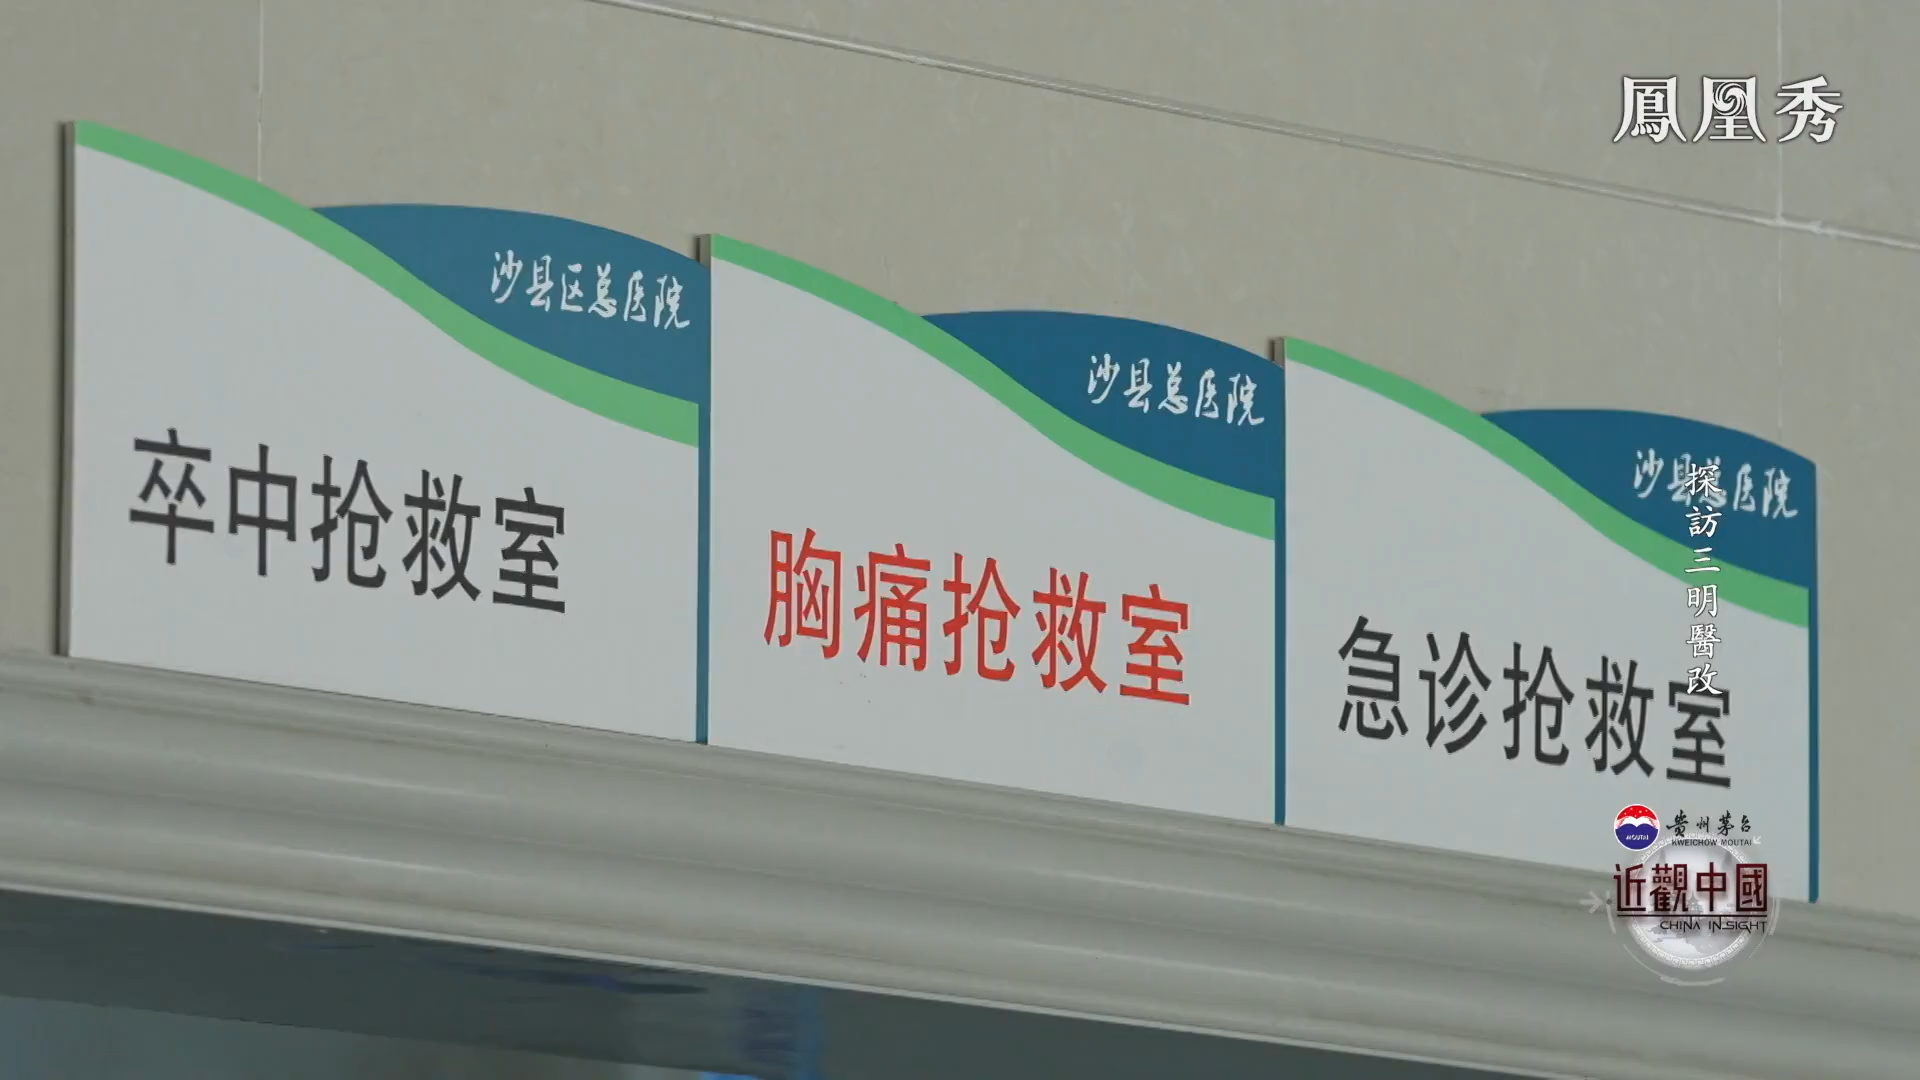 鳳凰秀
沙县区总医院
卒中抢救室
沙县总医院
胸痛抢救室
沙县总医院
急诊抢救室
探訪三明醫改
MOUTAI
贵州茅台
KWEICHOW MOUTAI
近觀中國
CHINA INSIGHT